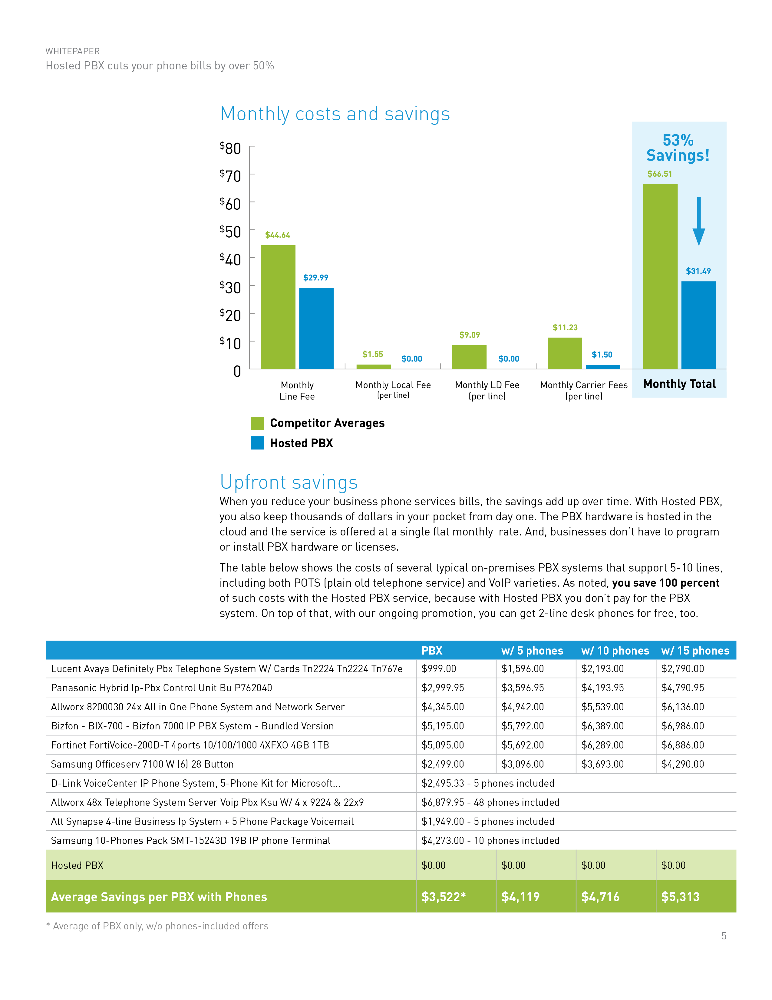 WHITEPAPER
Hosted PBX cuts your phone bills by over 50%
Monthly costs and savings
53%
Savings!
$80
$70
$60
$50
$40
$30
$20
$10
0
$44.64
$29.99
$1.55
$0.00
$9.09
$0.00
$11.23
$1.50
$66.51
$31.49
Monthly
Line Fee
Monthly Local Fee
(per line)
Monthly LD Fee
(per line)
Monthly Carrier Fees
(per line)
Monthly Total
Competitor Averages
Hosted PBX
Upfront savings
When you reduce your business phone services bills, the savings add up over time. With Hosted PBX,
you also keep thousands of dollars in your pocket from day one. The PBX hardware is hosted in the
cloud and the service is offered at a single flat monthly rate. And, businesses don't have to program
or install PBX hardware or licenses.
The table below shows the costs of several typical on-premises PBX systems that support 5-10 lines,
including both POTS (plain old telephone service) and VoIP varieties. As noted, you save 100 percent
of such costs with the Hosted PBX service, because with Hosted PBX you don't pay for the PBX
system. On top of that, with our ongoing promotion, you can get 2-line desk phones for free, too.
PBX w/ 5 phones w/ 10 phones w/ 15 phones
Lucent Avaya Definitely Pbx Telephone System W/ Cards Tn2224 Tn2224 Tn767e $999.00 $1,596.00 $2,193.00 $2,790.00
Panasonic Hybrid Ip-Pbx Control Unit Bu P762040 $2,999.95 $3,596.95 $4,193.95 $4,790.95
Allworx 8200030 24x All in One Phone System and Network Server $4,345.00 $4,942.00 $5,539.00 $6,136.00
Bizfon - BIX-700 - Bizfon 7000 IP PBX System - Bundled Version $5,195.00 $5,792.00 $6,389.00 $6,986.00
Fortinet FortiVoice-200D-T 4ports 10/100/1000 4XFXO 4GB 1TB $5,095.00 $5,692.00 $6,289.00 $6,886.00
Samsung Officeserv 7100 W (6) 28 Button $2,499.00 $3,096.00 $3,693.00 $4,290.00
D-Link VoiceCenter IP Phone System, 5-Phone Kit for Microsoft... $2,495.33 - 5 phones included
Allworx 48x Telephone System Server Voip Pbx Ksu W/ 4 x 9224 & 22x9 $6,879.95 - 48 phones included
Att Synapse 4-line Business Ip System + 5 Phone Package Voicemail $1,949.00 - 5 phones included
Samsung 10-Phones Pack SMT-15243D 19B IP phone Terminal $4,273.00 - 10 phones included
Hosted PBX $0.00 $0.00 $0.00 $0.00
Average Savings per PBX with Phones $3,522* $4,119 $4,716 $5,313
* Average of PBX only, w/o phones-included offers
5